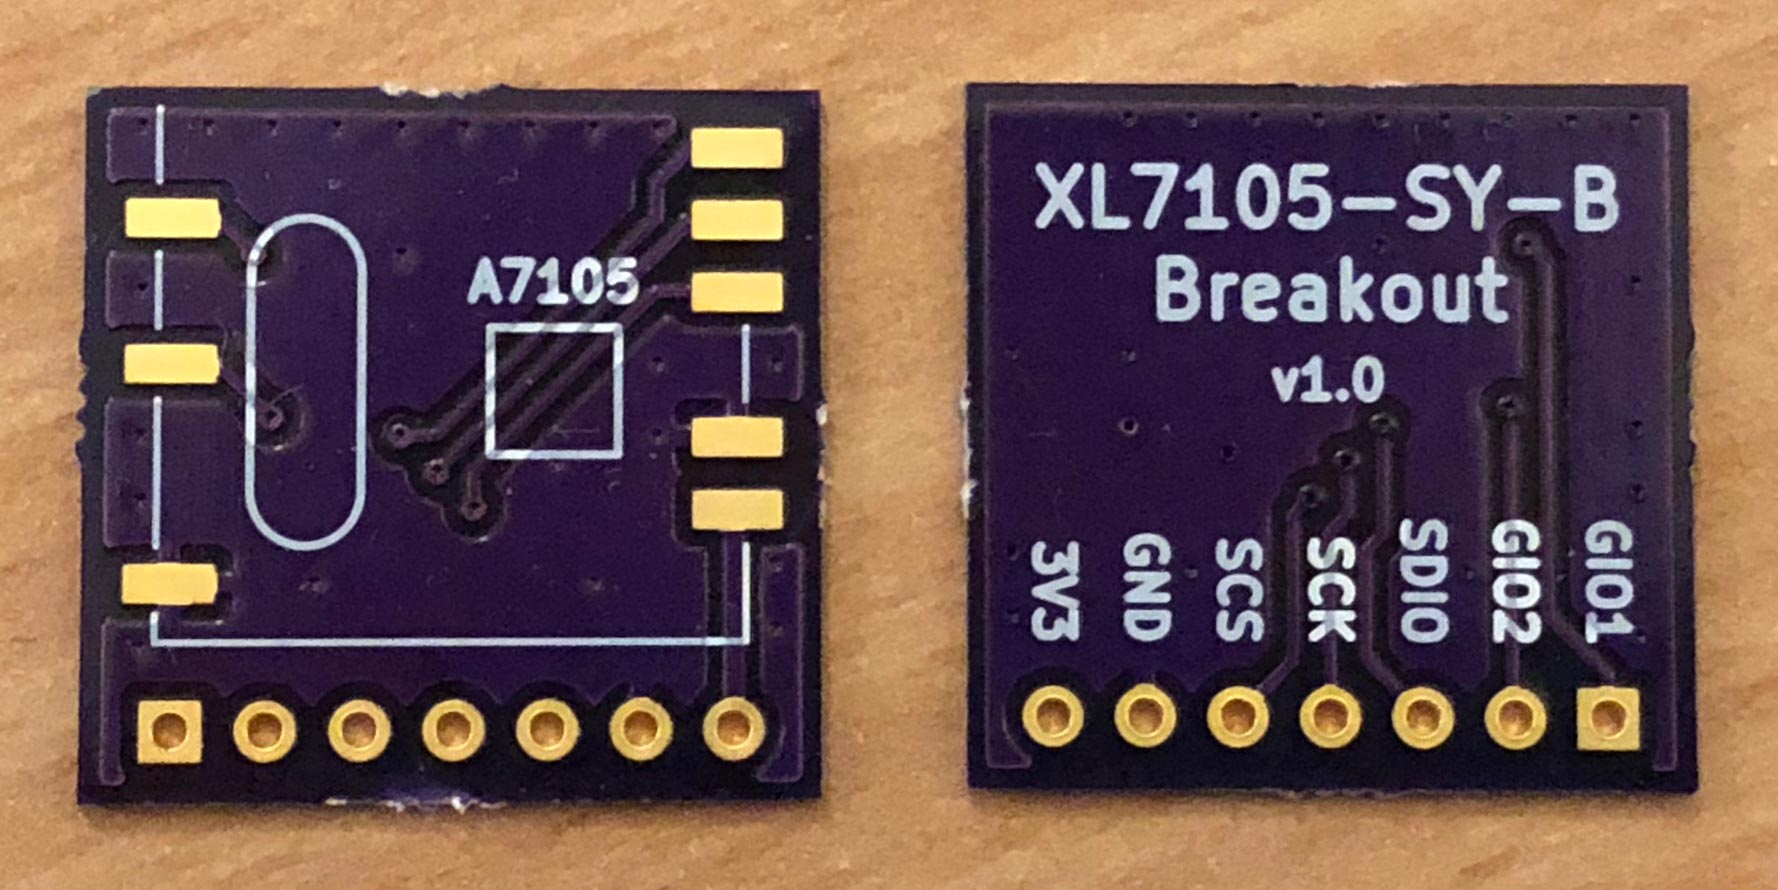 A7105
XL7105-SY-B
Breakout
v1.0
3V3
GND
SCS
SCK
SDIO
GIO2
GIO1